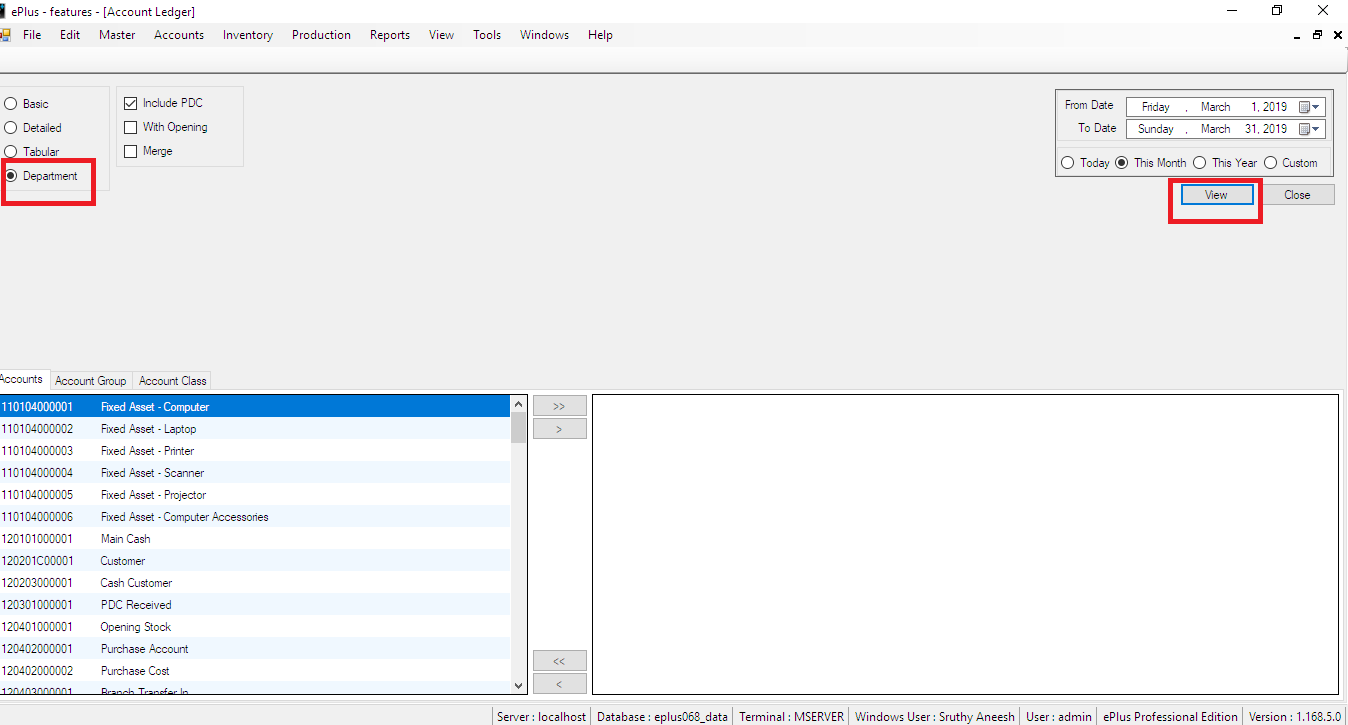 ePlus - features - [Account Ledger]
File Edit Master Accounts Inventory Production Reports View Tools Windows Help
Basic
Detailed
Tabular
Department
Include PDC
With Opening
Merge
From Date Friday , March 1, 2019
To Date Sunday , March 31, 2019
Today This Month This Year Custom
View Close
Accounts Account Group Account Class
110104000001 Fixed Asset - Computer
110104000002 Fixed Asset - Laptop
110104000003 Fixed Asset - Printer
110104000004 Fixed Asset - Scanner
110104000005 Fixed Asset - Projector
110104000006 Fixed Asset - Computer Accessories
120101000001 Main Cash
120201C00001 Customer
120203000001 Cash Customer
120301000001 PDC Received
120401000001 Opening Stock
120402000001 Purchase Account
120402000002 Purchase Cost
120403000001 Branch Transfer In
>>
>
<<
<
Server : localhost Database : eplus068_data Terminal : MSERVER Windows User : Sruthy Aneesh User : admin ePlus Professional Edition Version : 1.168.5.0